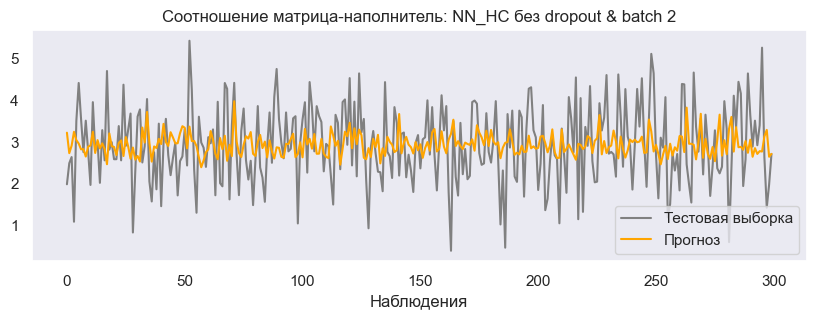 Соотношение матрица-наполнитель: NN_HC без dropout & batch 2
5
4
3
2
1
Тестовая выборка
Прогноз
0 50 100 150 200 250 300
Наблюдения